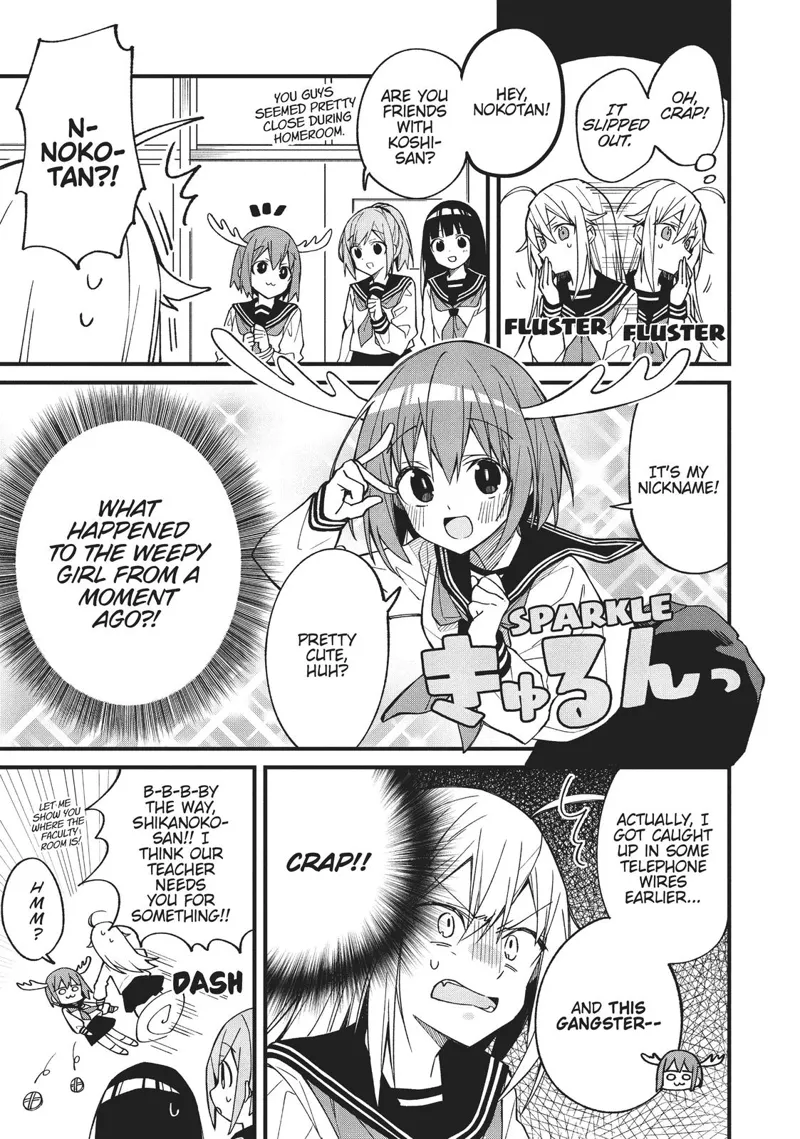 OH,
CRAP!
IT
SLIPPED
OUT.
FLUSTER
FLUSTER
HEY,
NOKOTAN!
ARE YOU
FRIENDS
WITH
KOSHI-
SAN?
YOU GUYS
SEEMED PRETTY
CLOSE DURING
HOMEROOM.
N-
NOKO-
TAN?!
IT'S MY
NICKNAME!
PRETTY
CUTE,
HUH?
SPARKLE
きゅるんっ
WHAT
HAPPENED
TO THE WEEPY
GIRL FROM A
MOMENT
AGO?!
ACTUALLY, I
GOT CAUGHT
UP IN SOME
TELEPHONE
WIRES
EARLIER...
AND THIS
GANGSTER--
CRAP!!
B-B-B-BY
THE WAY,
SHIKANOKO-
SAN!! I
THINK OUR
TEACHER
NEEDS
YOU FOR
SOMETHING!!
LET ME
SHOW YOU
WHERE THE
FACULTY
ROOM IS!
HMM?
DASH